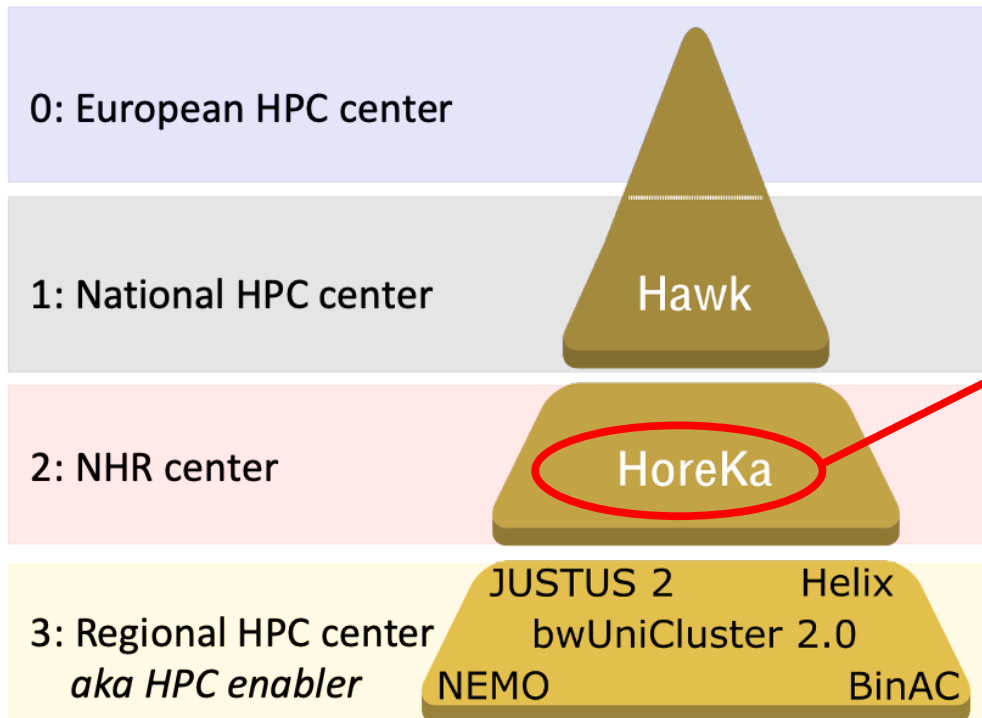 0: European HPC center
1: National HPC center
Hawk
2: NHR center
HoreKa
3: Regional HPC center
aka HPC enabler
JUSTUS 2 Helix
bwUniCluster 2.0
NEMO BinAC